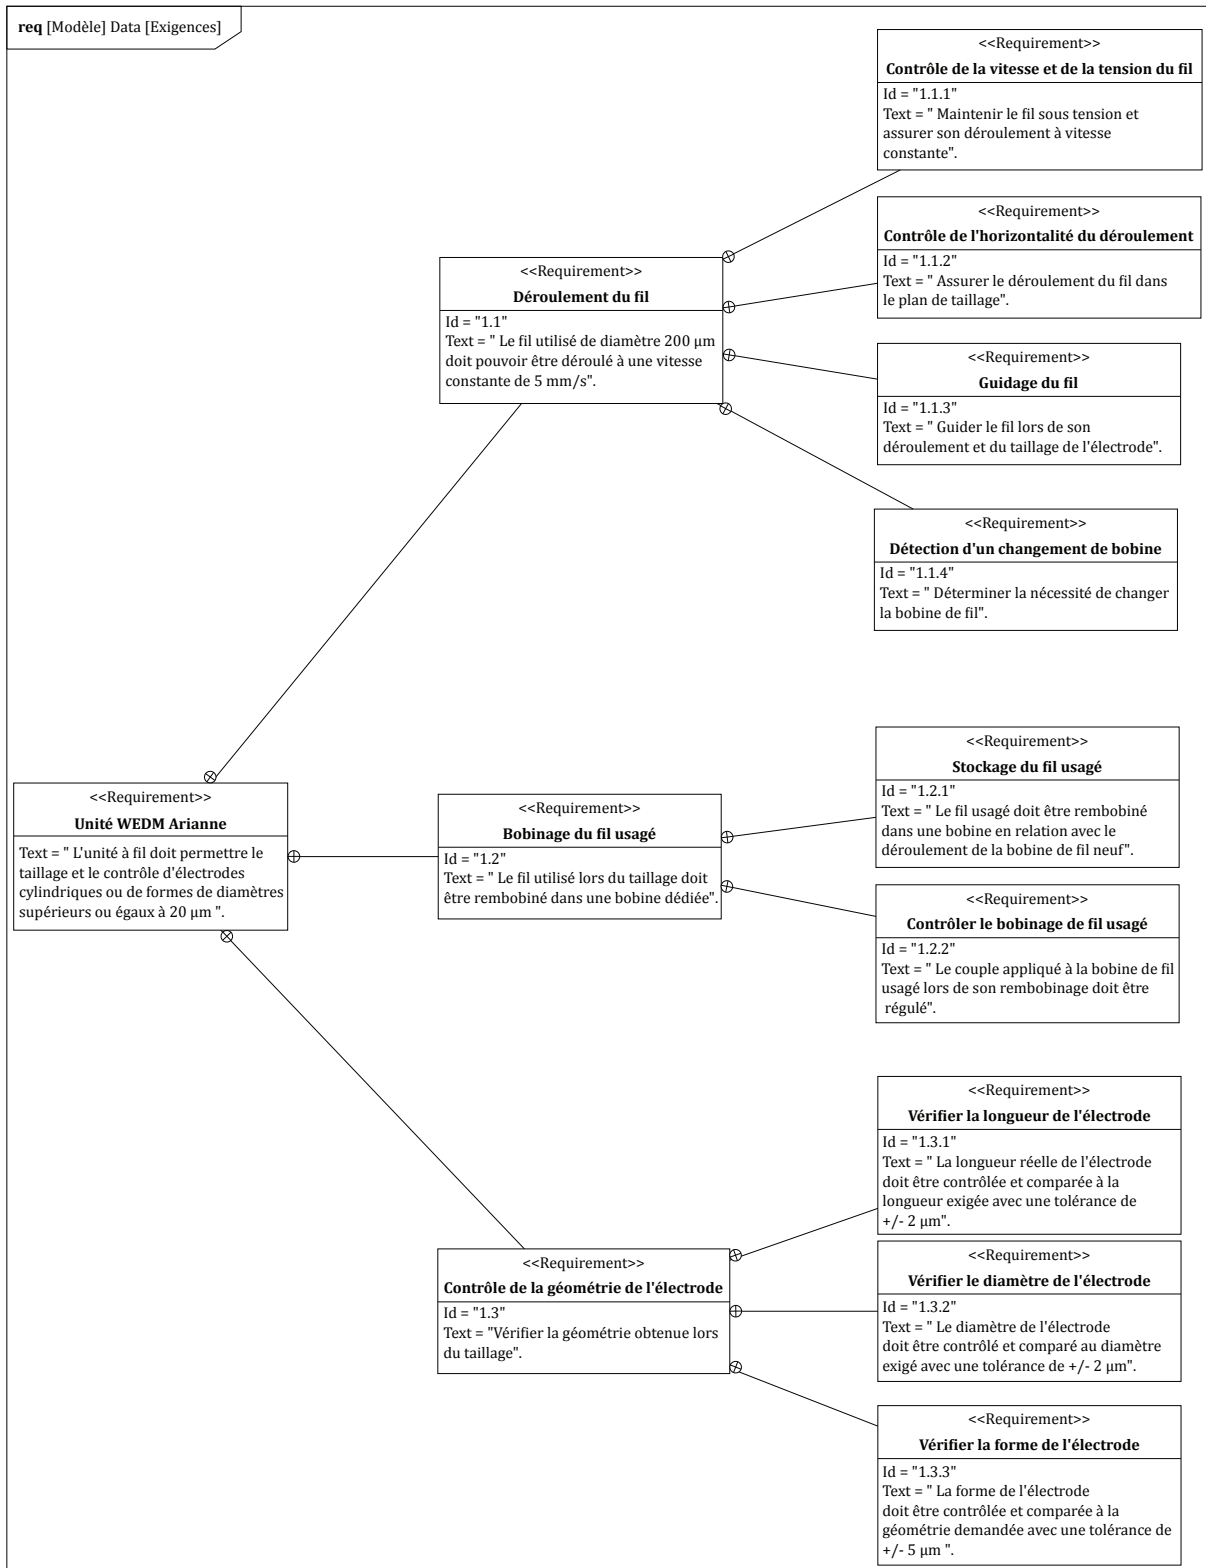 req [Modèle] Data [Exigences]
<<Requirement>>
Contrôle de la vitesse et de la tension du fil
Id = "1.1.1"
Text = " Maintenir le fil sous tension et
assurer son déroulement à vitesse
constante".
<<Requirement>>
Contrôle de l'horizontalité du déroulement
Id = "1.1.2"
Text = " Assurer le déroulement du fil dans
le plan de taillage".
<<Requirement>>
Déroulement du fil
Id = "1.1"
Text = " Le fil utilisé de diamètre 200 µm
doit pouvoir être déroulé à une vitesse
constante de 5 mm/s".
<<Requirement>>
Guidage du fil
Id = "1.1.3"
Text = " Guider le fil lors de son
déroulement et du taillage de l'électrode".
<<Requirement>>
Détection d'un changement de bobine
Id = "1.1.4"
Text = " Déterminer la nécessité de changer
la bobine de fil".
<<Requirement>>
Unité WEDM Arianne
Text = " L'unité à fil doit permettre le
taillage et le contrôle d'électrodes
cylindriques ou de formes de diamètres
supérieurs ou égaux à 20 µm ".
<<Requirement>>
Bobinage du fil usagé
Id = "1.2"
Text = " Le fil utilisé lors du taillage doit
être rembobiné dans une bobine dédiée".
<<Requirement>>
Stockage du fil usagé
Id = "1.2.1"
Text = " Le fil usagé doit être rembobiné
dans une bobine en relation avec le
déroulement de la bobine de fil neuf".
<<Requirement>>
Contrôler le bobinage de fil usagé
Id = "1.2.2"
Text = " Le couple appliqué à la bobine de fil
usagé lors de son rembobinage doit être
régulé".
<<Requirement>>
Vérifier la longueur de l'électrode
Id = "1.3.1"
Text = " La longueur réelle de l'électrode
doit être contrôlée et comparée à la
longueur exigée avec une tolérance de
+/- 2 µm".
<<Requirement>>
Contrôle de la géométrie de l'électrode
Id = "1.3"
Text = "Vérifier la géométrie obtenue lors
du taillage".
<<Requirement>>
Vérifier le diamètre de l'électrode
Id = "1.3.2"
Text = " Le diamètre de l'électrode
doit être contrôlé et comparé au diamètre
exigé avec une tolérance de +/- 2 µm".
<<Requirement>>
Vérifier la forme de l'électrode
Id = "1.3.3"
Text = " La forme de l'électrode
doit être contrôlée et comparée à la
géométrie demandée avec une tolérance de
+/- 5 µm ".